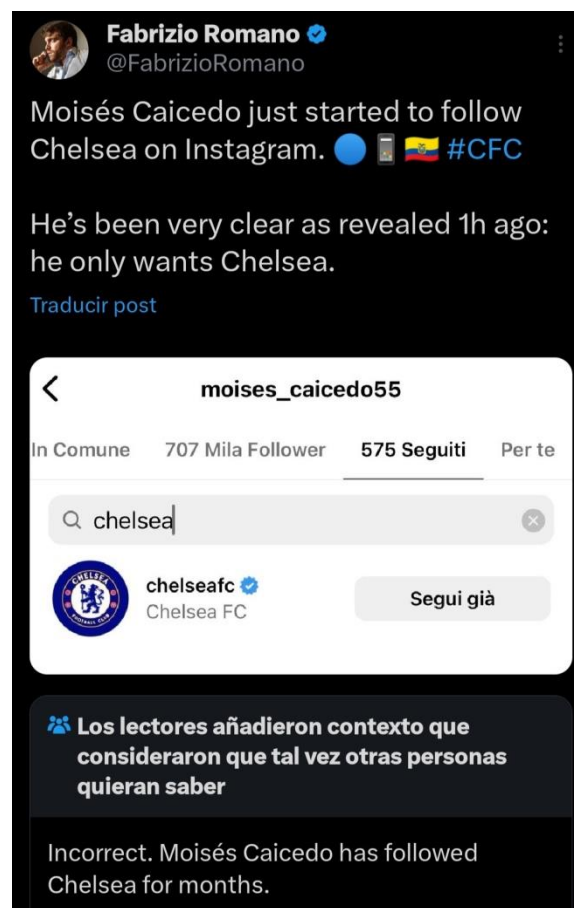 Fabrizio Romano
@FabrizioRomano
Moisés Caicedo just started to follow
Chelsea on Instagram. 🔵📱🇪🇨 #CFC
He’s been very clear as revealed 1h ago:
he only wants Chelsea.
Traducir post
moises_caicedo55
In Comune 707 Mila Follower 575 Seguiti Per te
chelsea
CHELSEA
FOOTBALL CLUB
chelseafc
Chelsea FC
Segui già
Los lectores añadieron contexto que
consideraron que tal vez otras personas
quieran saber
Incorrect. Moisés Caicedo has followed
Chelsea for months.